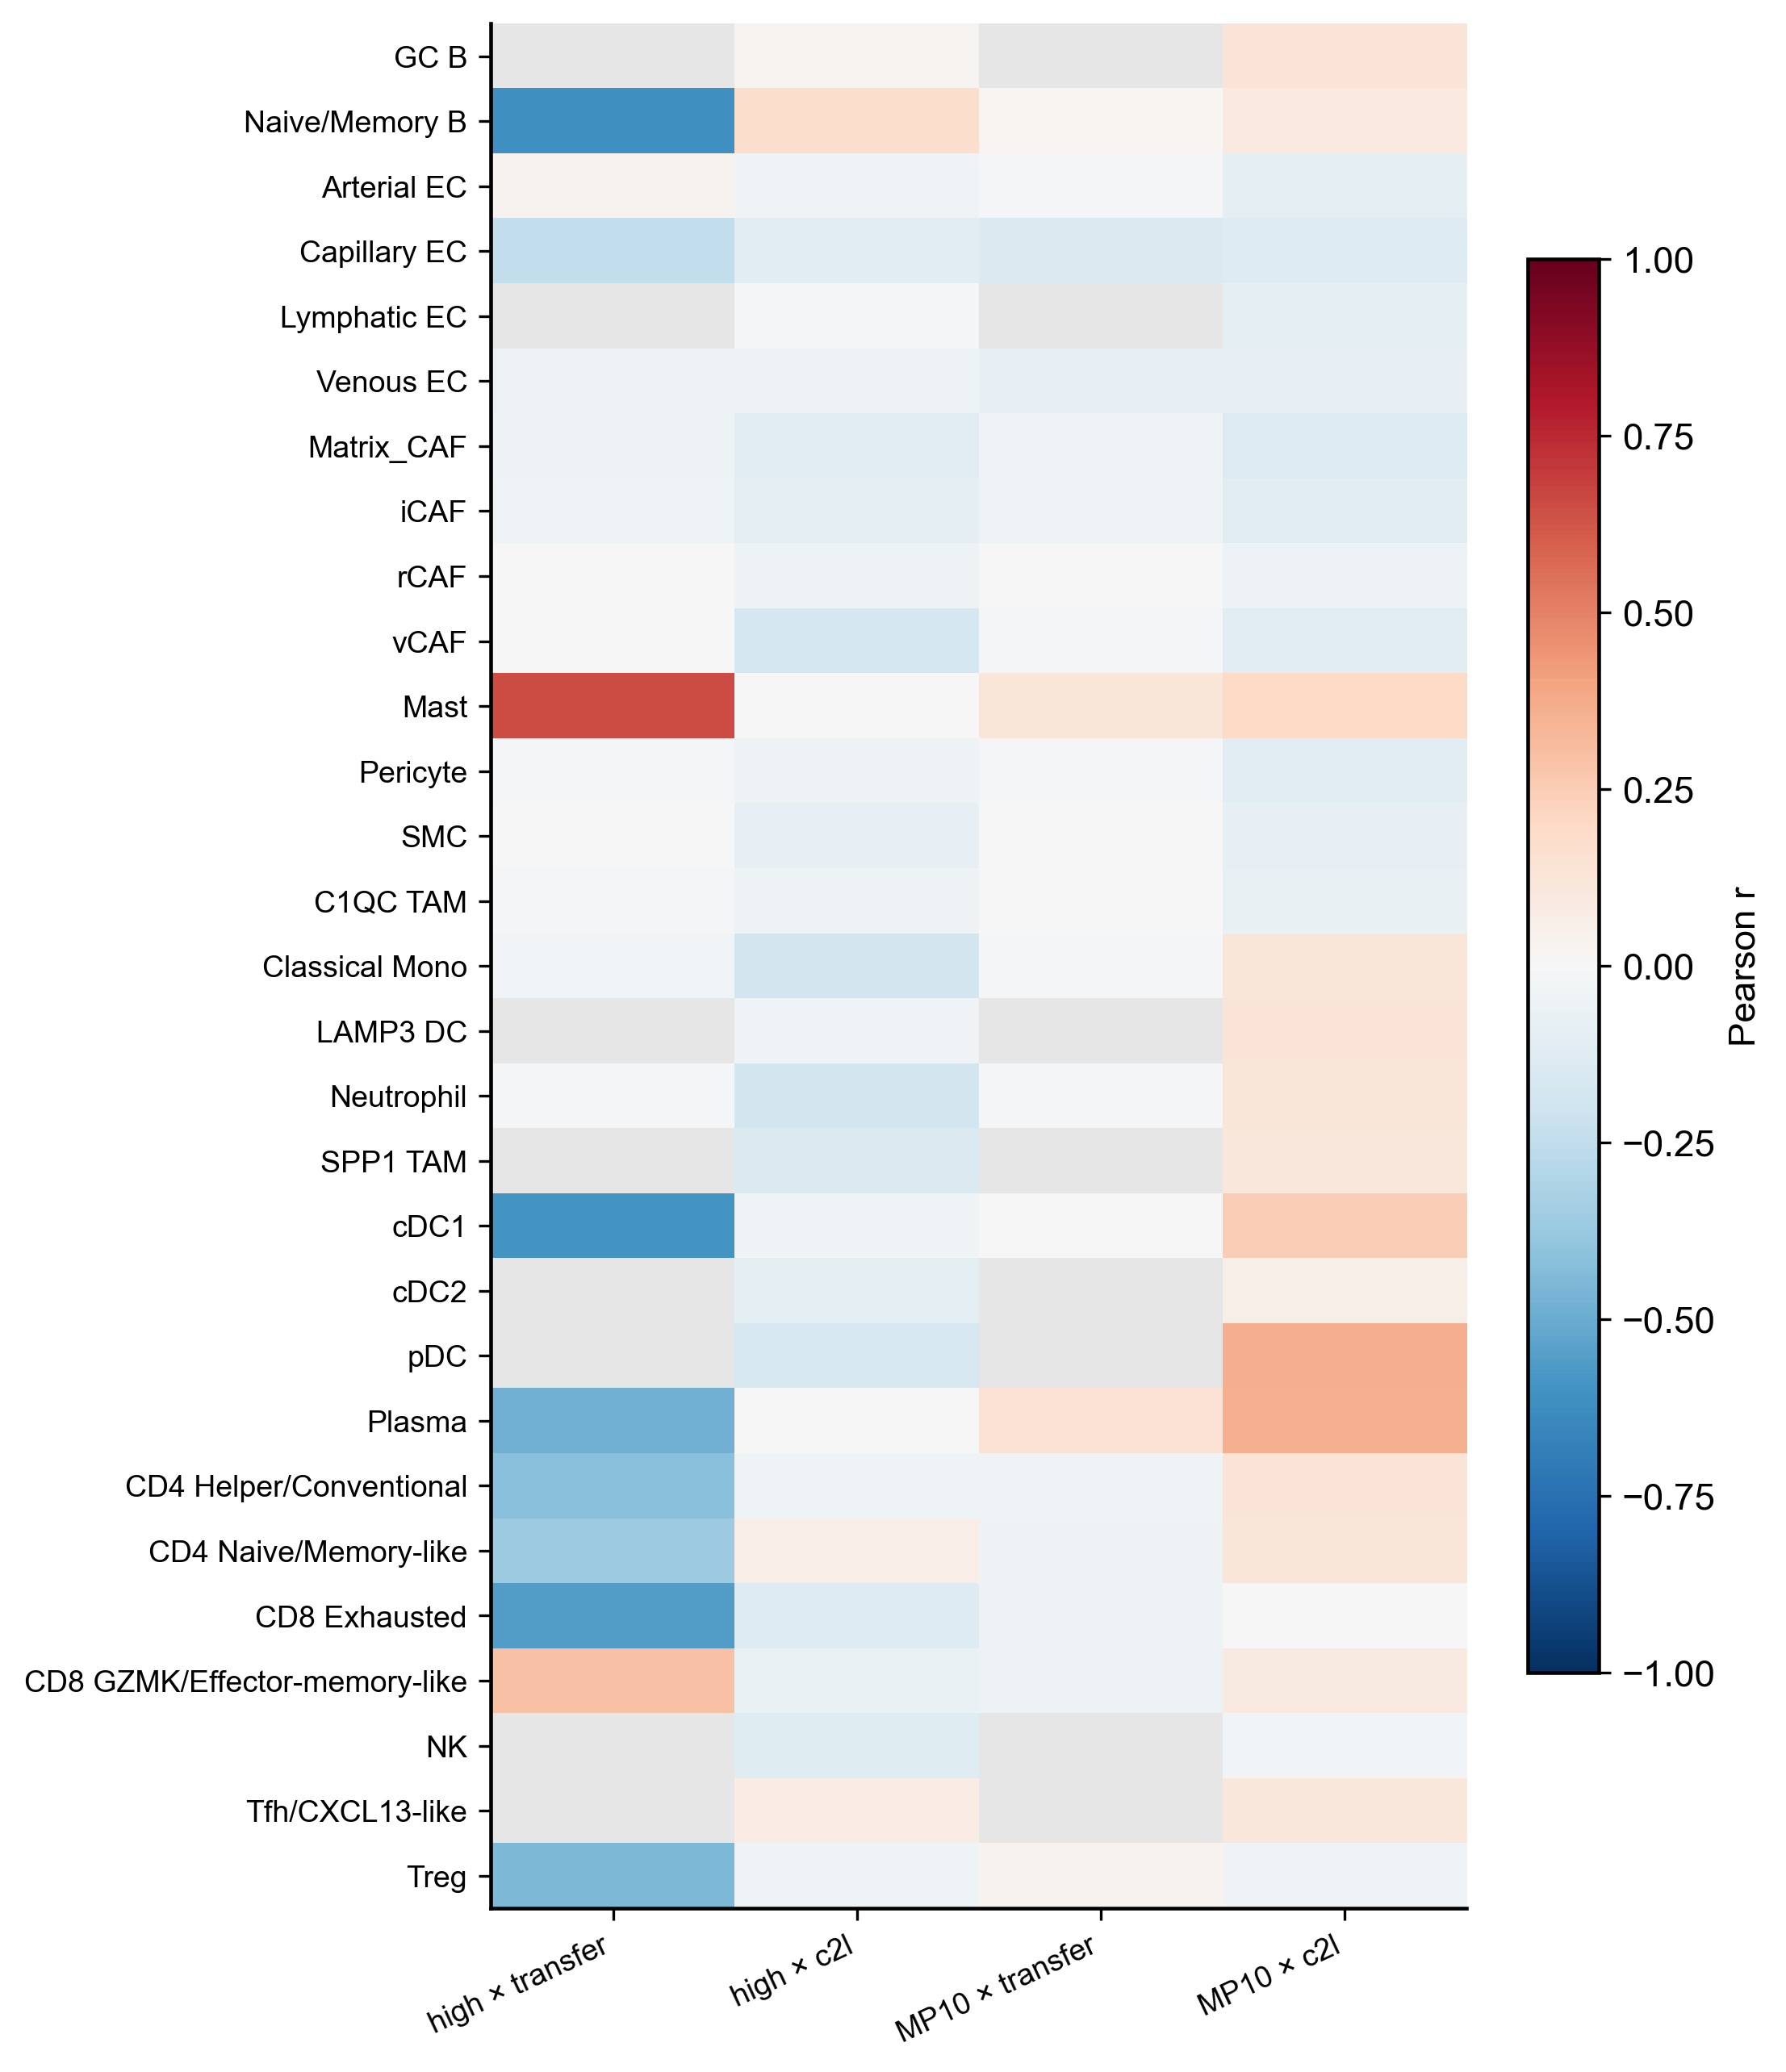 GC B
Naive/Memory B
Arterial EC
Capillary EC
Lymphatic EC
Venous EC
Matrix_CAF
iCAF
rCAF
vCAF
Mast
Pericyte
SMC
C1QC TAM
Classical Mono
LAMP3 DC
Neutrophil
SPP1 TAM
cDC1
cDC2
pDC
Plasma
CD4 Helper/Conventional
CD4 Naive/Memory-like
CD8 Exhausted
CD8 GZMK/Effector-memory-like
NK
Tfh/CXCL13-like
Treg
high × transfer
high × c2l
MP10 × transfer
MP10 × c2l
1.00
0.75
0.50
0.25
0.00
−0.25
−0.50
−0.75
−1.00
Pearson r